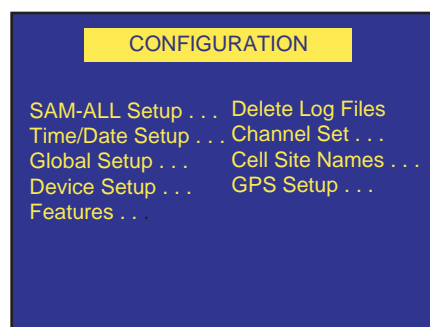 CONFIGURATION
SAM-ALL Setup . . . Delete Log Files
Time/Date Setup . . . Channel Set . . .
Global Setup . . . Cell Site Names . . .
Device Setup . . . GPS Setup . . .
Features . . .